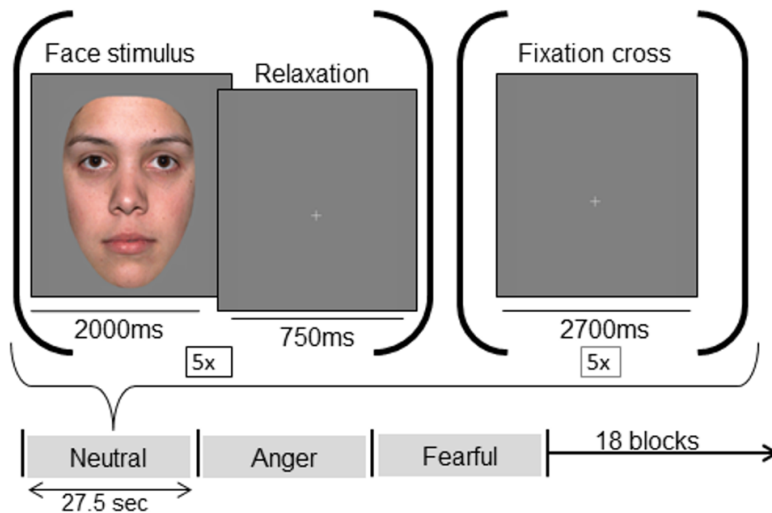 Face stimulus
Relaxation
Fixation cross
2000ms
750ms
2700ms
5x
5x
Neutral
Anger
Fearful
18 blocks
27.5 sec